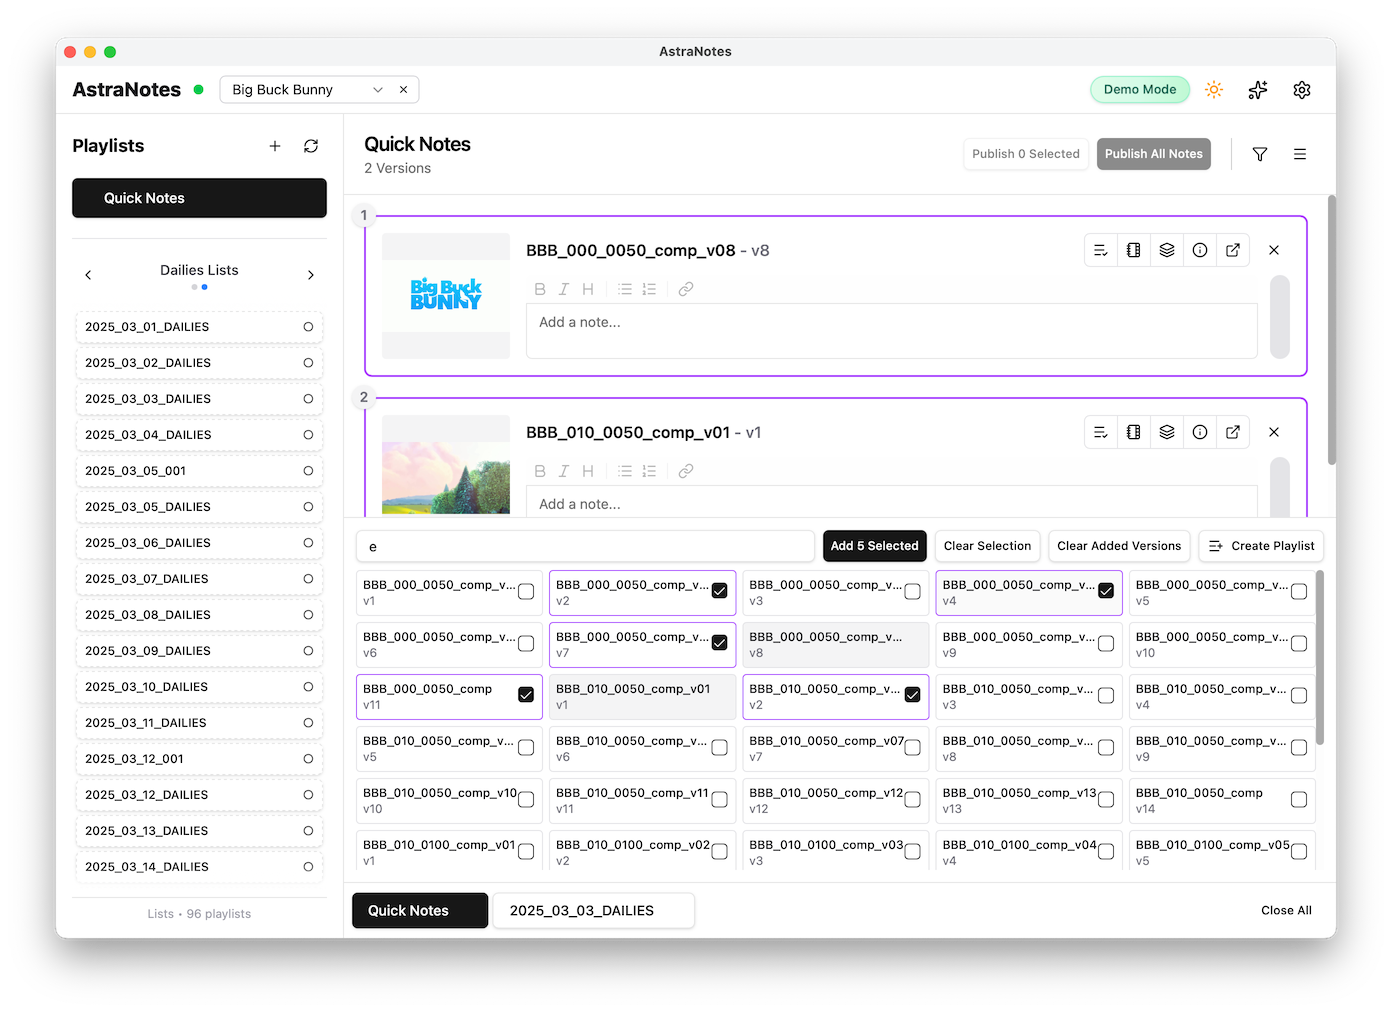 AstraNotes
AstraNotes
Big Buck Bunny
Demo Mode
Playlists
Quick Notes
Dailies Lists
2025_03_01_DAILIES
2025_03_02_DAILIES
2025_03_03_DAILIES
2025_03_04_DAILIES
2025_03_05_001
2025_03_05_DAILIES
2025_03_06_DAILIES
2025_03_07_DAILIES
2025_03_08_DAILIES
2025_03_09_DAILIES
2025_03_10_DAILIES
2025_03_11_DAILIES
2025_03_12_001
2025_03_12_DAILIES
2025_03_13_DAILIES
2025_03_14_DAILIES
Lists • 96 playlists
Quick Notes
2 Versions
Publish 0 Selected
Publish All Notes
1
Big Buck
BUNNY
BBB_000_0050_comp_v08 - v8
B I H
Add a note...
2
BBB_010_0050_comp_v01 - v1
B I H
Add a note...
e
Add 5 Selected
Clear Selection
Clear Added Versions
Create Playlist
BBB_000_0050_comp_v...
v1
BBB_000_0050_comp_v...
v2
BBB_000_0050_comp_v...
v3
BBB_000_0050_comp_v...
v4
BBB_000_0050_comp_v...
v5
BBB_000_0050_comp_v...
v6
BBB_000_0050_comp_v...
v7
BBB_000_0050_comp_v...
v8
BBB_000_0050_comp_v...
v9
BBB_000_0050_comp_v...
v10
BBB_000_0050_comp
v11
BBB_010_0050_comp_v01
v1
BBB_010_0050_comp_v...
v2
BBB_010_0050_comp_v...
v3
BBB_010_0050_comp_v...
v4
BBB_010_0050_comp_v...
v5
BBB_010_0050_comp_v...
v6
BBB_010_0050_comp_v07
v7
BBB_010_0050_comp_v...
v8
BBB_010_0050_comp_v...
v9
BBB_010_0050_comp_v10
v10
BBB_010_0050_comp_v11
v11
BBB_010_0050_comp_v12
v12
BBB_010_0050_comp_v13
v13
BBB_010_0050_comp
v14
BBB_010_0100_comp_v01
v1
BBB_010_0100_comp_v02
v2
BBB_010_0100_comp_v03
v3
BBB_010_0100_comp_v04
v4
BBB_010_0100_comp_v05
v5
Quick Notes
2025_03_03_DAILIES
Close All